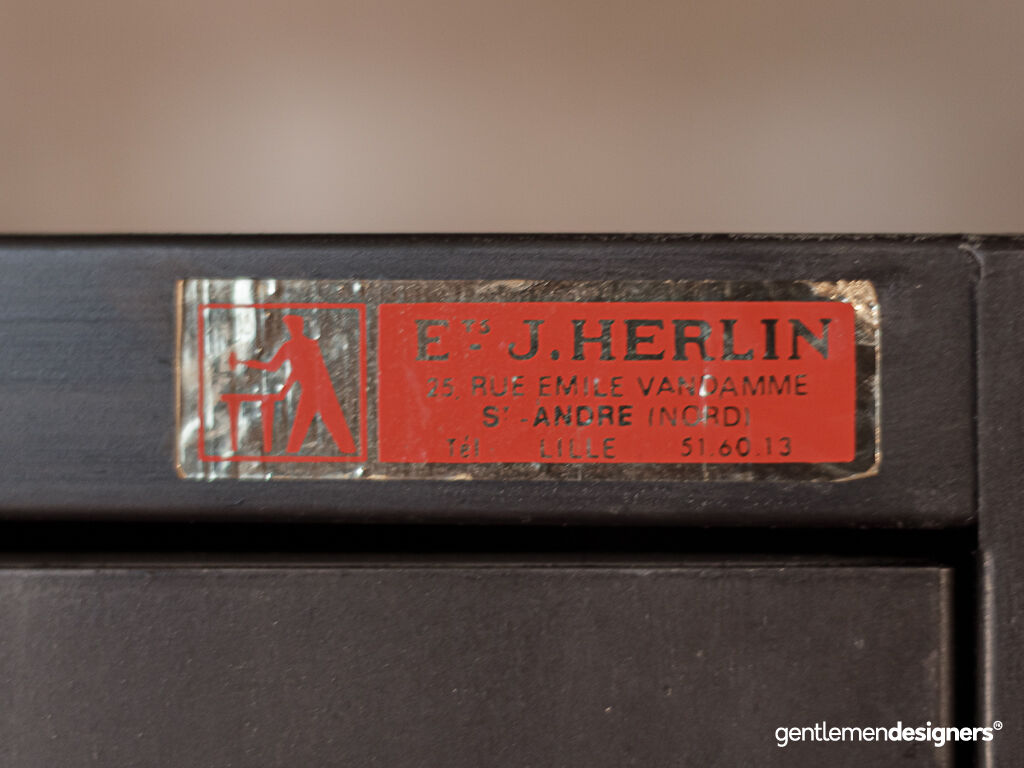 Eᵀˢ J.HERLIN
25, RUE EMILE VANDAMME
Sᵗ-ANDRE (NORD)
Tél LILLE 51.60.13
gentlemendesigners®